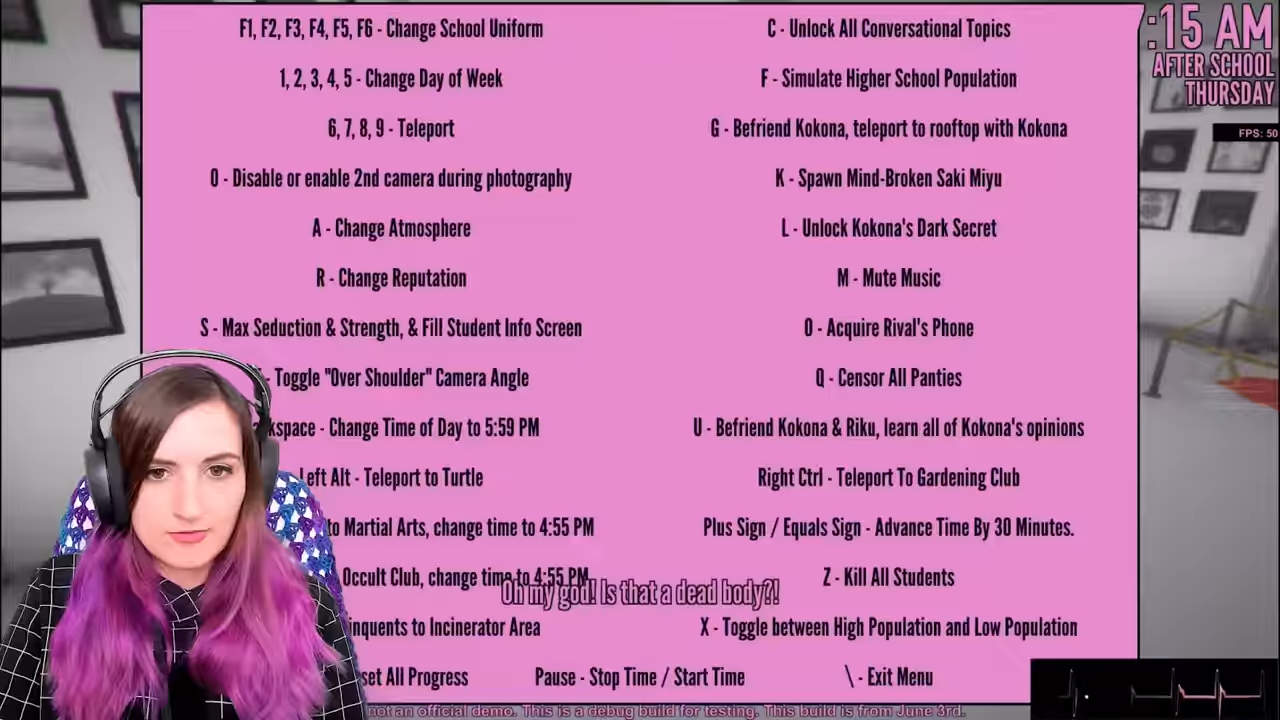 F1, F2, F3, F4, F5, F6 - Change School Uniform
1, 2, 3, 4, 5 - Change Day of Week
6, 7, 8, 9 - Teleport
0 - Disable or enable 2nd camera during photography
A - Change Atmosphere
R - Change Reputation
S - Max Seduction & Strength, & Fill Student Info Screen
- Toggle "Over Shoulder" Camera Angle
kspace - Change Time of Day to 5:59 PM
Left Alt - Teleport to Turtle
to Martial Arts, change time to 4:55 PM
Occult Club, change time to 4:55 PM
inquents to Incinerator Area
set All Progress
Pause - Stop Time / Start Time
C - Unlock All Conversational Topics
F - Simulate Higher School Population
G - Befriend Kokona, teleport to rooftop with Kokona
K - Spawn Mind-Broken Saki Miyu
L - Unlock Kokona's Dark Secret
M - Mute Music
O - Acquire Rival's Phone
Q - Censor All Panties
U - Befriend Kokona & Riku, learn all of Kokona's opinions
Right Ctrl - Teleport To Gardening Club
Plus Sign / Equals Sign - Advance Time By 30 Minutes.
Z - Kill All Students
X - Toggle between High Population and Low Population
\ - Exit Menu
7:15 AM
AFTER SCHOOL
THURSDAY
FPS: 50
Oh my god! Is that a dead body?!
not an official demo. This is a debug build for testing. This build is from June 3rd.